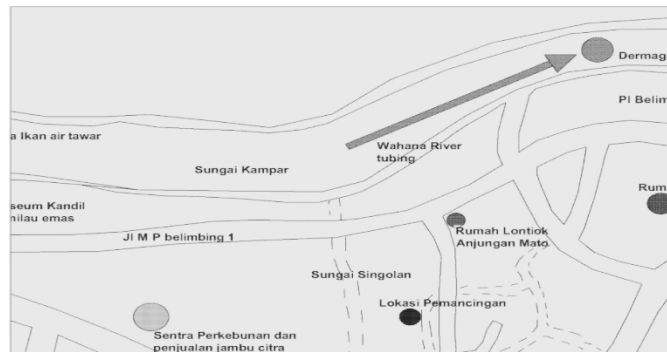 Dermag
Pl Belim
a Ikan air tawar
Wahana River
tubing
Sungai Kampar
seum Kandil
milau emas
Rum
Jl M P belimbing 1
Rumah Lontiok
Anjungan Mato
Sungai Singolan
Lokasi Pemancingan
Sentra Perkebunan dan
penjualan jambu citra